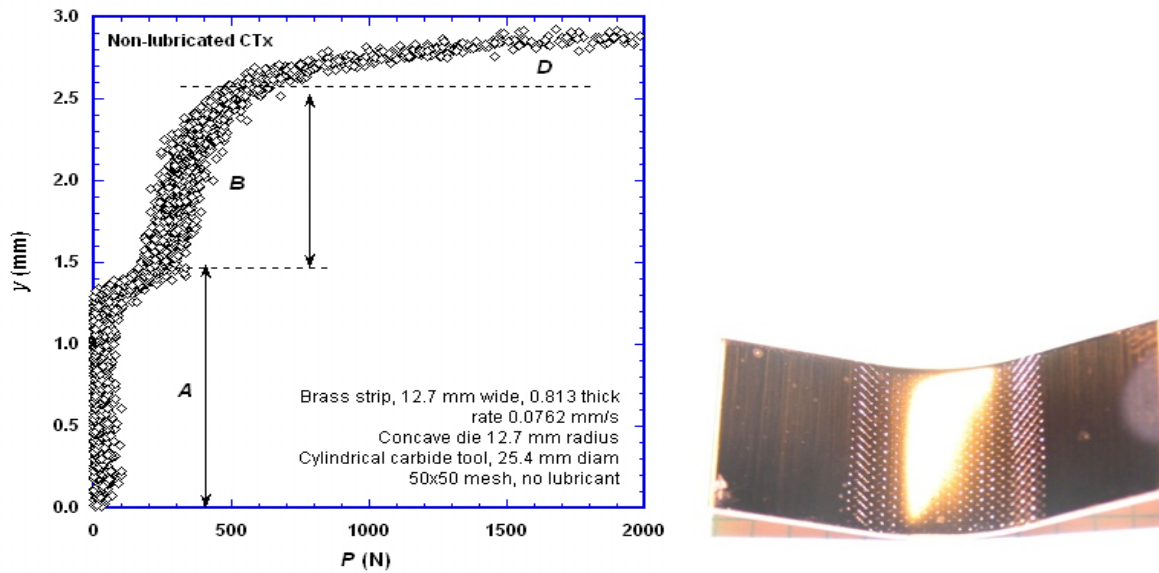 3.0
Non-lubricated CTx
D
2.5
B
2.0
1.5
1.0
A
0.5
0.0
Brass strip, 12.7 mm wide, 0.813 thick
rate 0.0762 mm/s
Concave die 12.7 mm radius
Cylindrical carbide tool, 25.4 mm diam
50x50 mesh, no lubricant
0
500
1000
1500
2000
y (mm)
P (N)